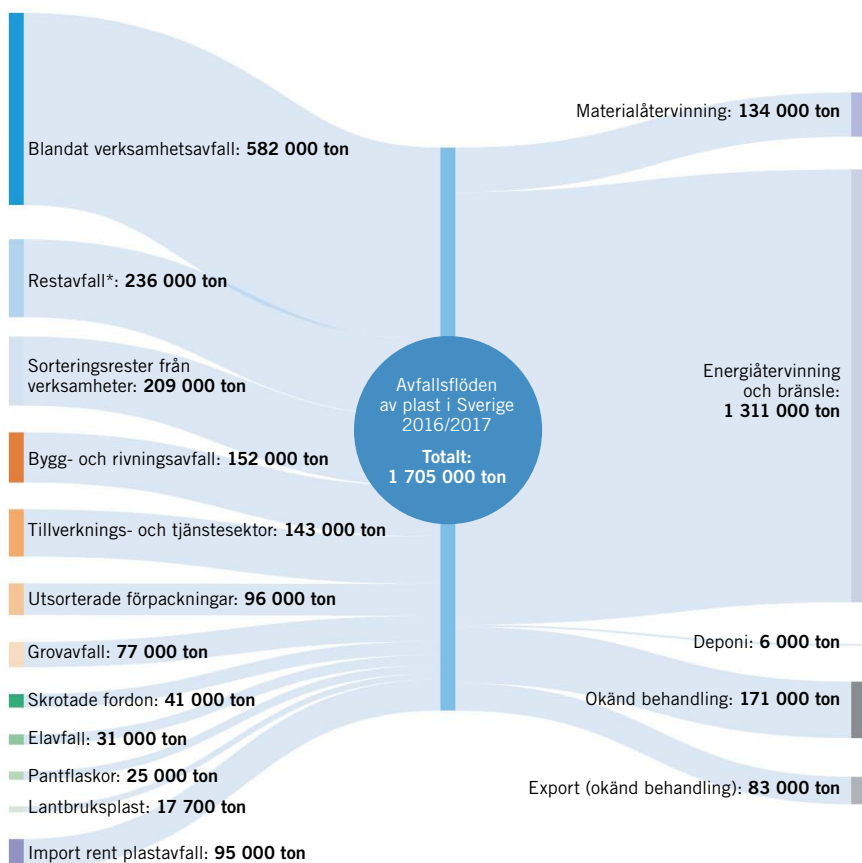 Blandat verksamhetsavfall: 582 000 ton
Restavfall*: 236 000 ton
Sorteringsrester från
verksamheter: 209 000 ton
Bygg- och rivningsavfall: 152 000 ton
Tillverknings- och tjänstesektor: 143 000 ton
Utsorterade förpackningar: 96 000 ton
Grovavfall: 77 000 ton
Skrotade fordon: 41 000 ton
Elavfall: 31 000 ton
Pantflaskor: 25 000 ton
Lantbruksplast: 17 700 ton
Import rent plastavfall: 95 000 ton
Avfallsflöden
av plast i Sverige
2016/2017
Totalt:
1 705 000 ton
Materialåtervinning: 134 000 ton
Energiåtervinning
och bränsle:
1 311 000 ton
Deponi: 6 000 ton
Okänd behandling: 171 000 ton
Export (okänd behandling): 83 000 ton